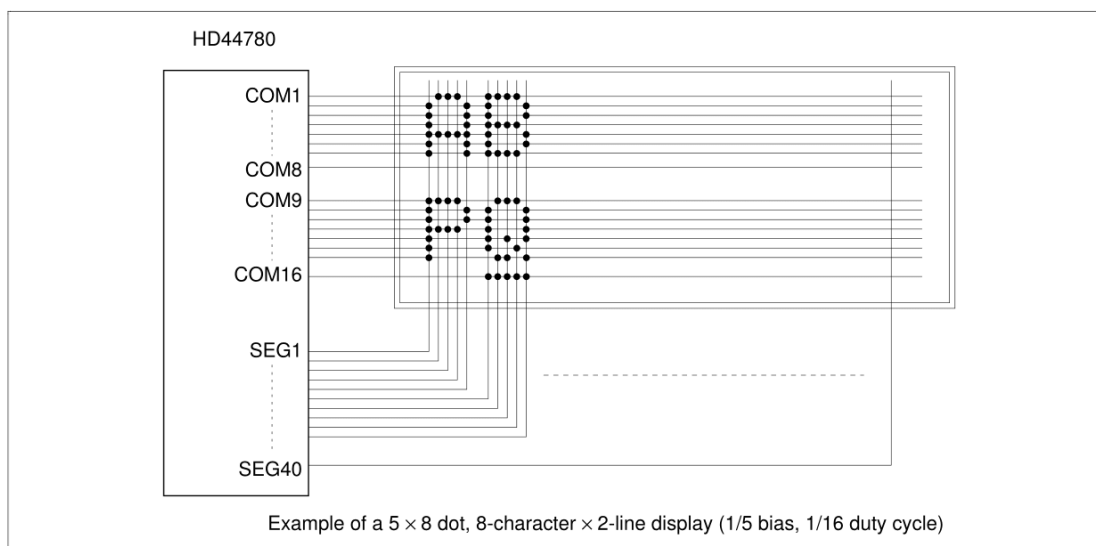 HD44780
COM1
A B
COM8
COM9
P Q
COM16
SEG1
SEG40
Example of a 5 × 8 dot, 8-character × 2-line display (1/5 bias, 1/16 duty cycle)